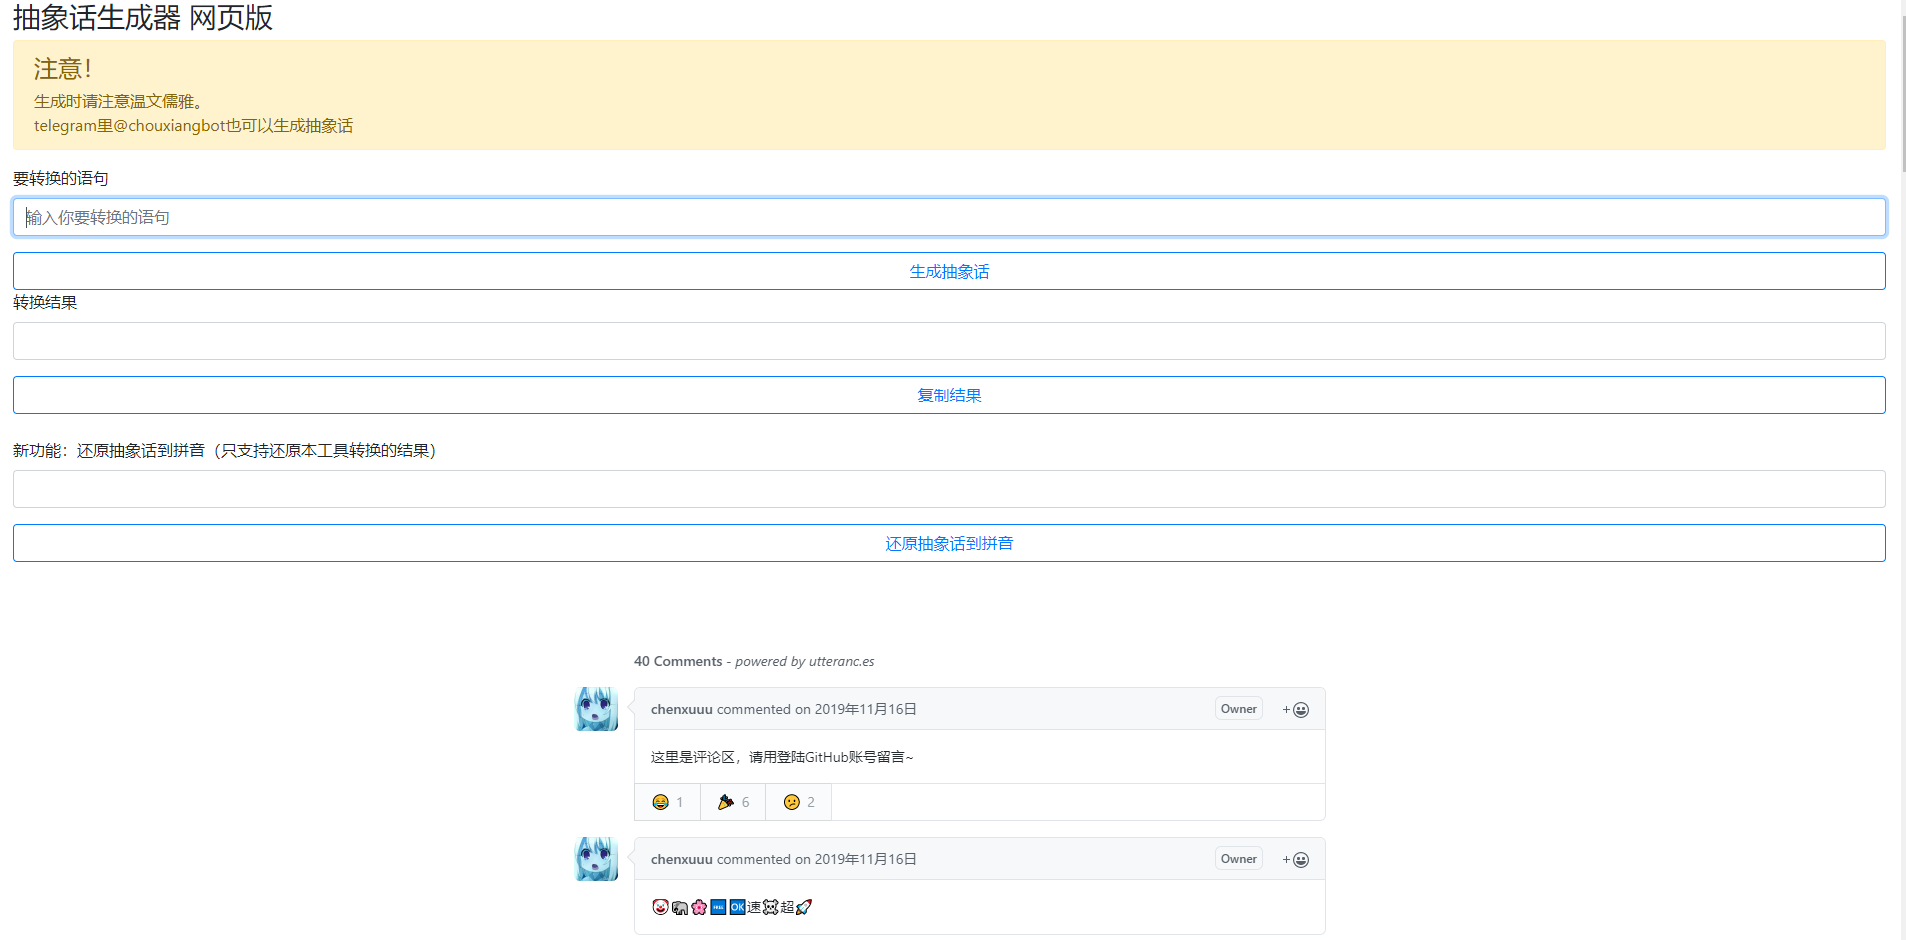 抽象话生成器 网页版
注意！
生成时请注意温文儒雅。
telegram里@chouxiangbot也可以生成抽象话
要转换的语句
输入你要转换的语句
生成抽象话
转换结果
复制结果
新功能：还原抽象话到拼音（只支持还原本工具转换的结果）
还原抽象话到拼音
40 Comments - powered by utteranc.es
chenxuuu commented on 2019年11月16日 Owner +😀
这里是评论区，请用登陆GitHub账号留言~
😂 1 🎉 6 😕 2
chenxuuu commented on 2019年11月16日 Owner +😀
🤡🐘🌸🆓🆗速☠超🚀